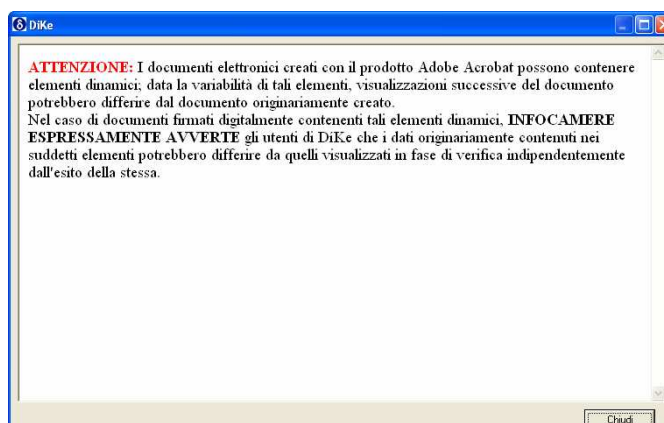 DiKe
ATTENZIONE: I documenti elettronici creati con il prodotto Adobe Acrobat possono contenere
elementi dinamici; data la variabilità di tali elementi, visualizzazioni successive del documento
potrebbero differire dal documento originariamente creato.
Nel caso di documenti firmati digitalmente contenenti tali elementi dinamici, INFOCAMERE
ESPRESSAMENTE AVVERTE gli utenti di DiKe che i dati originariamente contenuti nei
suddetti elementi potrebbero differire da quelli visualizzati in fase di verifica indipendentemente
dall'esito della stessa.
Chiudi